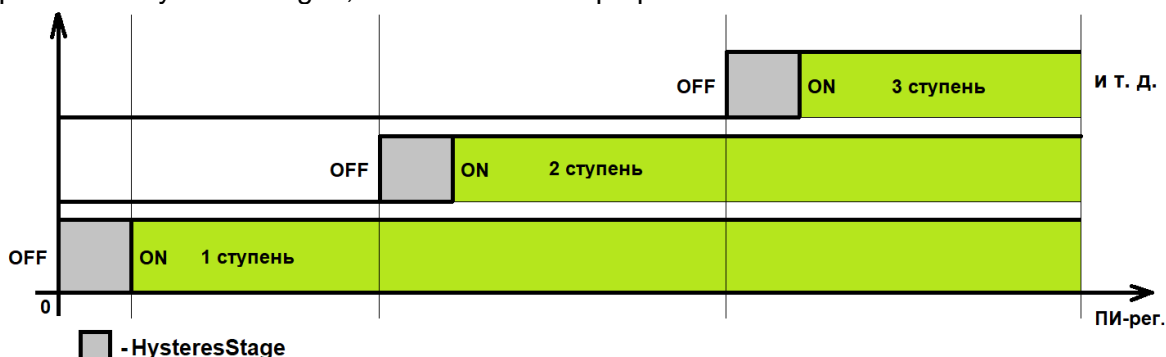 OFF
ON
3 ступень
и т. д.
OFF
ON
2 ступень
OFF
ON
1 ступень
0
ПИ-рег.
- HysteresStage